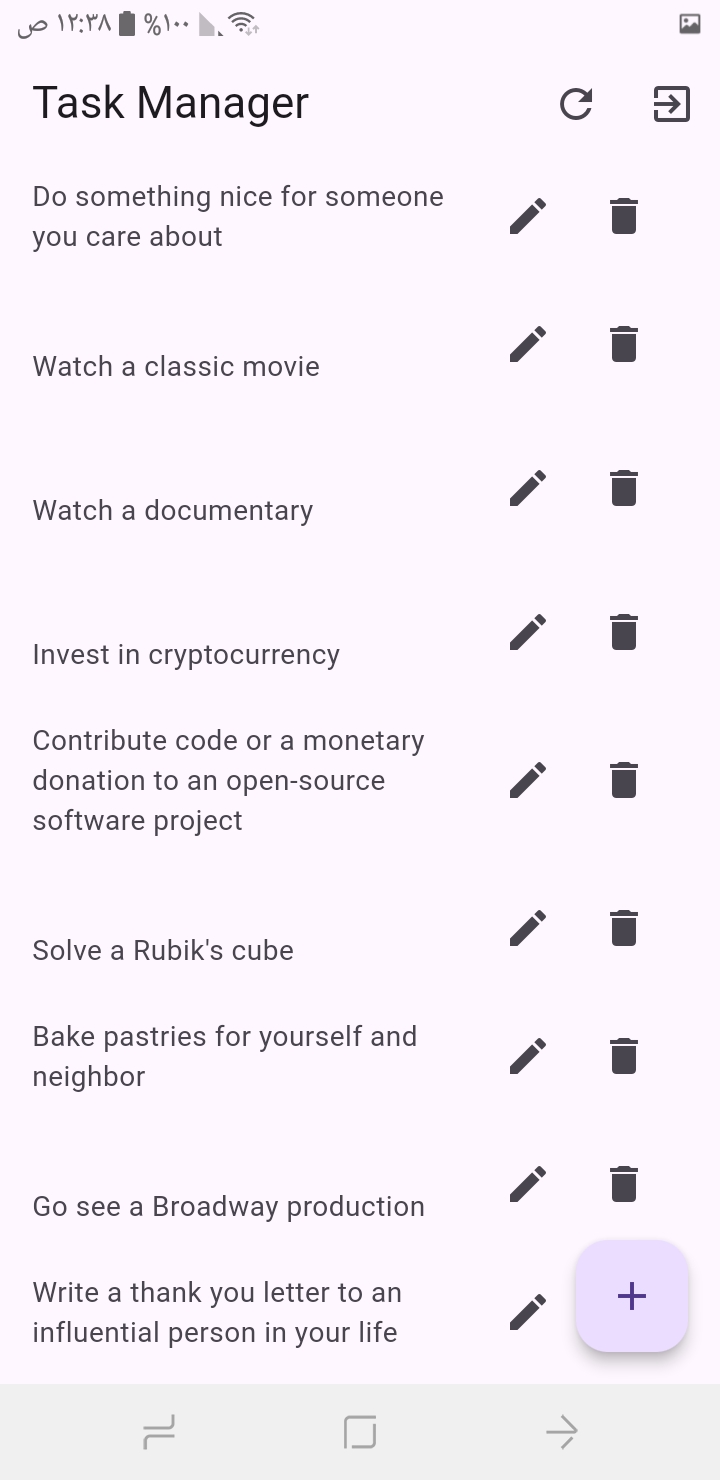 ١٢:٣٨ ص %١٠٠
Task Manager
Do something nice for someone
you care about
Watch a classic movie
Watch a documentary
Invest in cryptocurrency
Contribute code or a monetary
donation to an open-source
software project
Solve a Rubik's cube
Bake pastries for yourself and
neighbor
Go see a Broadway production
Write a thank you letter to an
influential person in your life